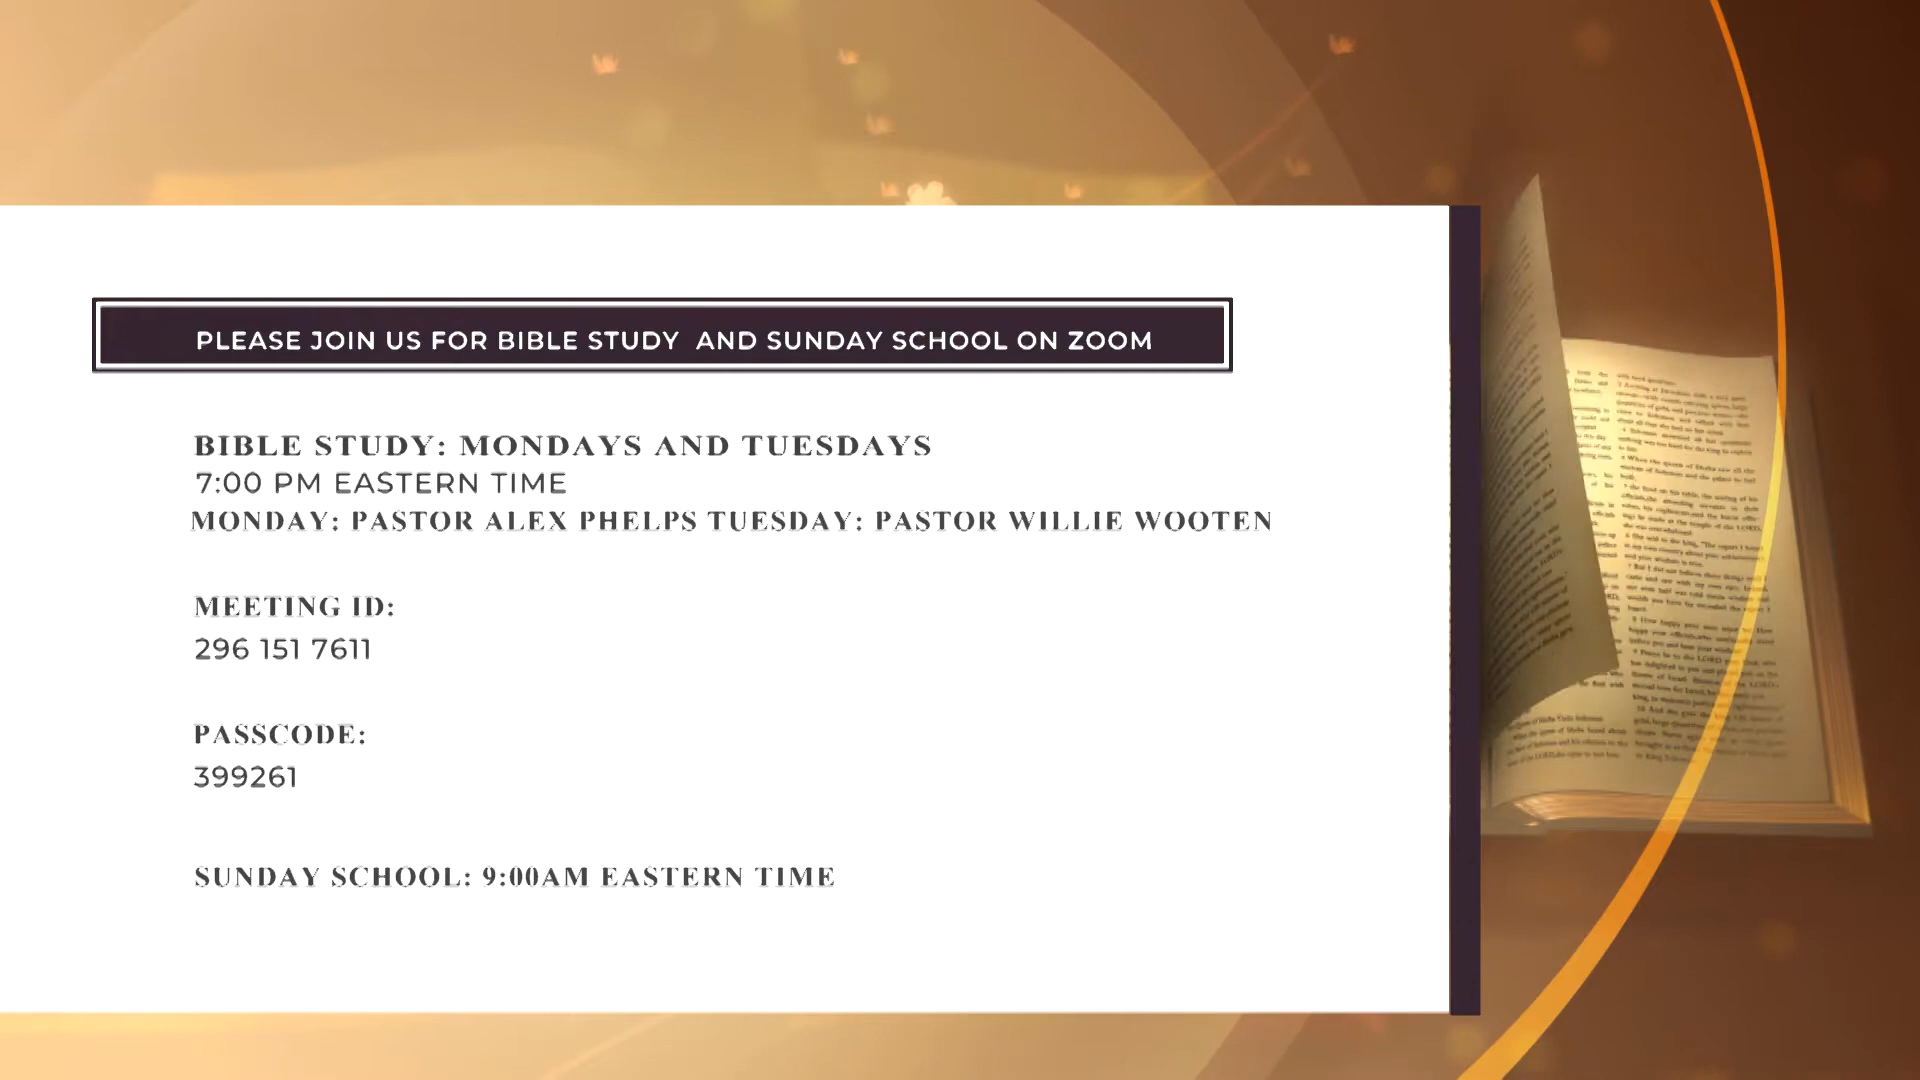 PLEASE JOIN US FOR BIBLE STUDY AND SUNDAY SCHOOL ON ZOOM
BIBLE STUDY: MONDAYS AND TUESDAYS
7:00 PM EASTERN TIME
MONDAY: PASTOR ALEX PHELPS TUESDAY: PASTOR WILLIE WOOTEN
MEETING ID:
296 151 7611
PASSCODE:
399261
SUNDAY SCHOOL: 9:00AM EASTERN TIME